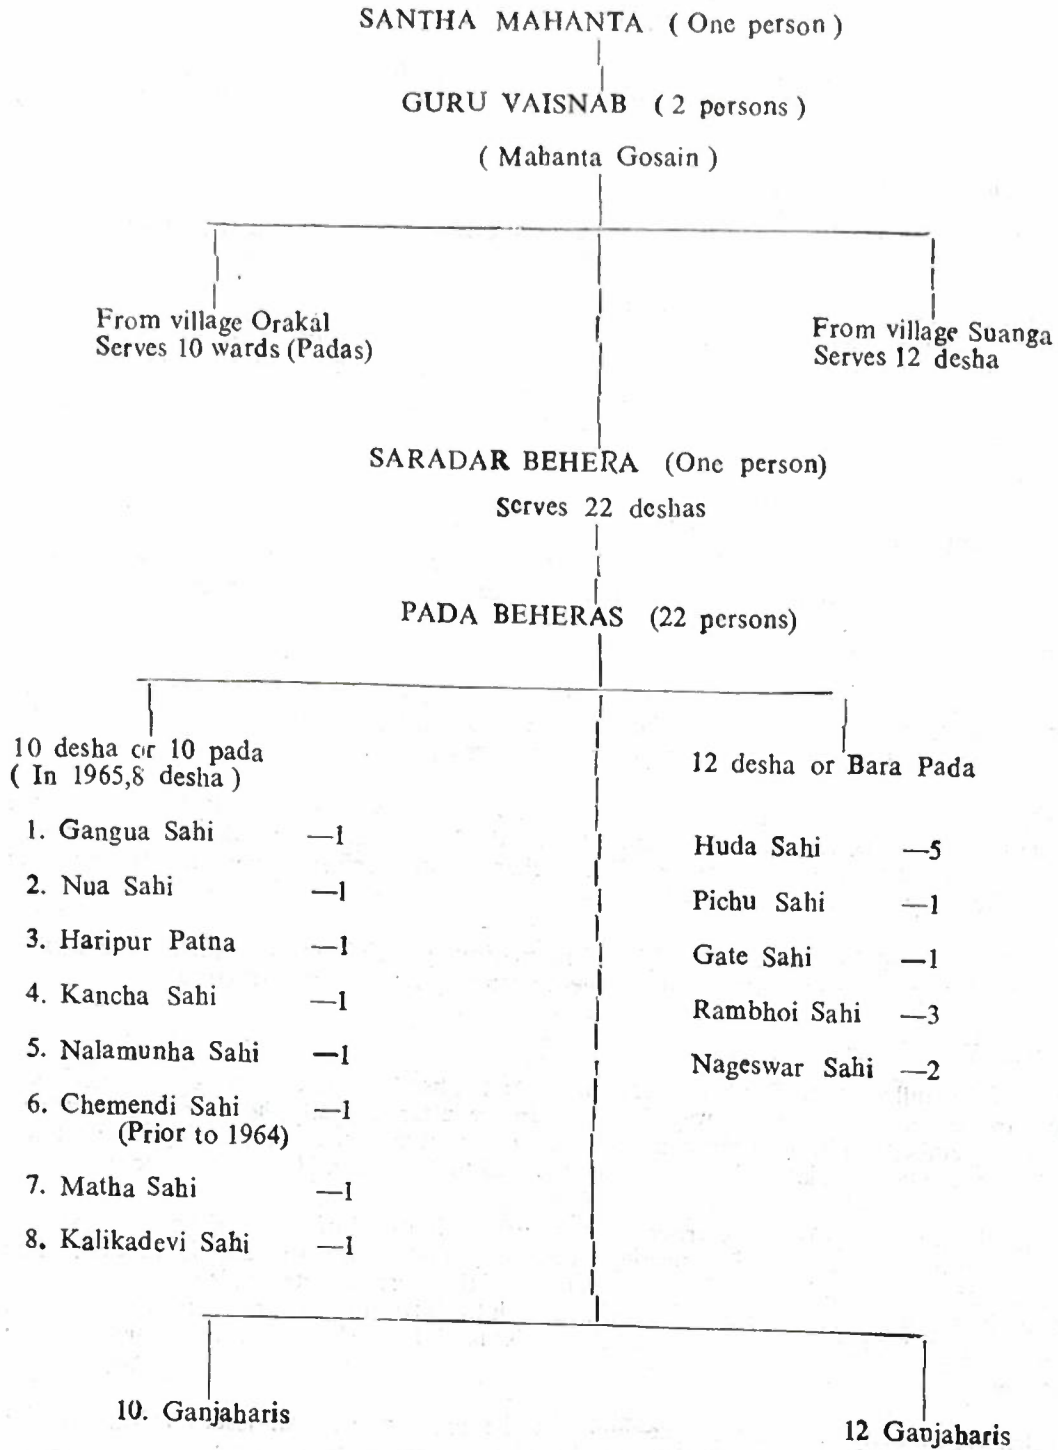 SANTHA MAHANTA (One person)
GURU VAISNAB (2 persons)
(Mahanta Gosain)
From village Orakal
Serves 10 wards (Padas)
From village Suanga
Serves 12 desha
SARADAR BEHERA (One person)
Serves 22 deshas
PADA BEHERAS (22 persons)
10 desha or 10 pada
(In 1965,8 desha)
1. Gangua Sahi —1
2. Nua Sahi —1
3. Haripur Patna —1
4. Kancha Sahi —1
5. Nalamunha Sahi —1
6. Chemendi Sahi —1
(Prior to 1964)
7. Matha Sahi —1
8. Kalikadevi Sahi —1
12 desha or Bara Pada
Huda Sahi —5
Pichu Sahi —1
Gate Sahi —1
Rambhoi Sahi —3
Nageswar Sahi —2
10. Ganjaharis
12 Ganjaharis